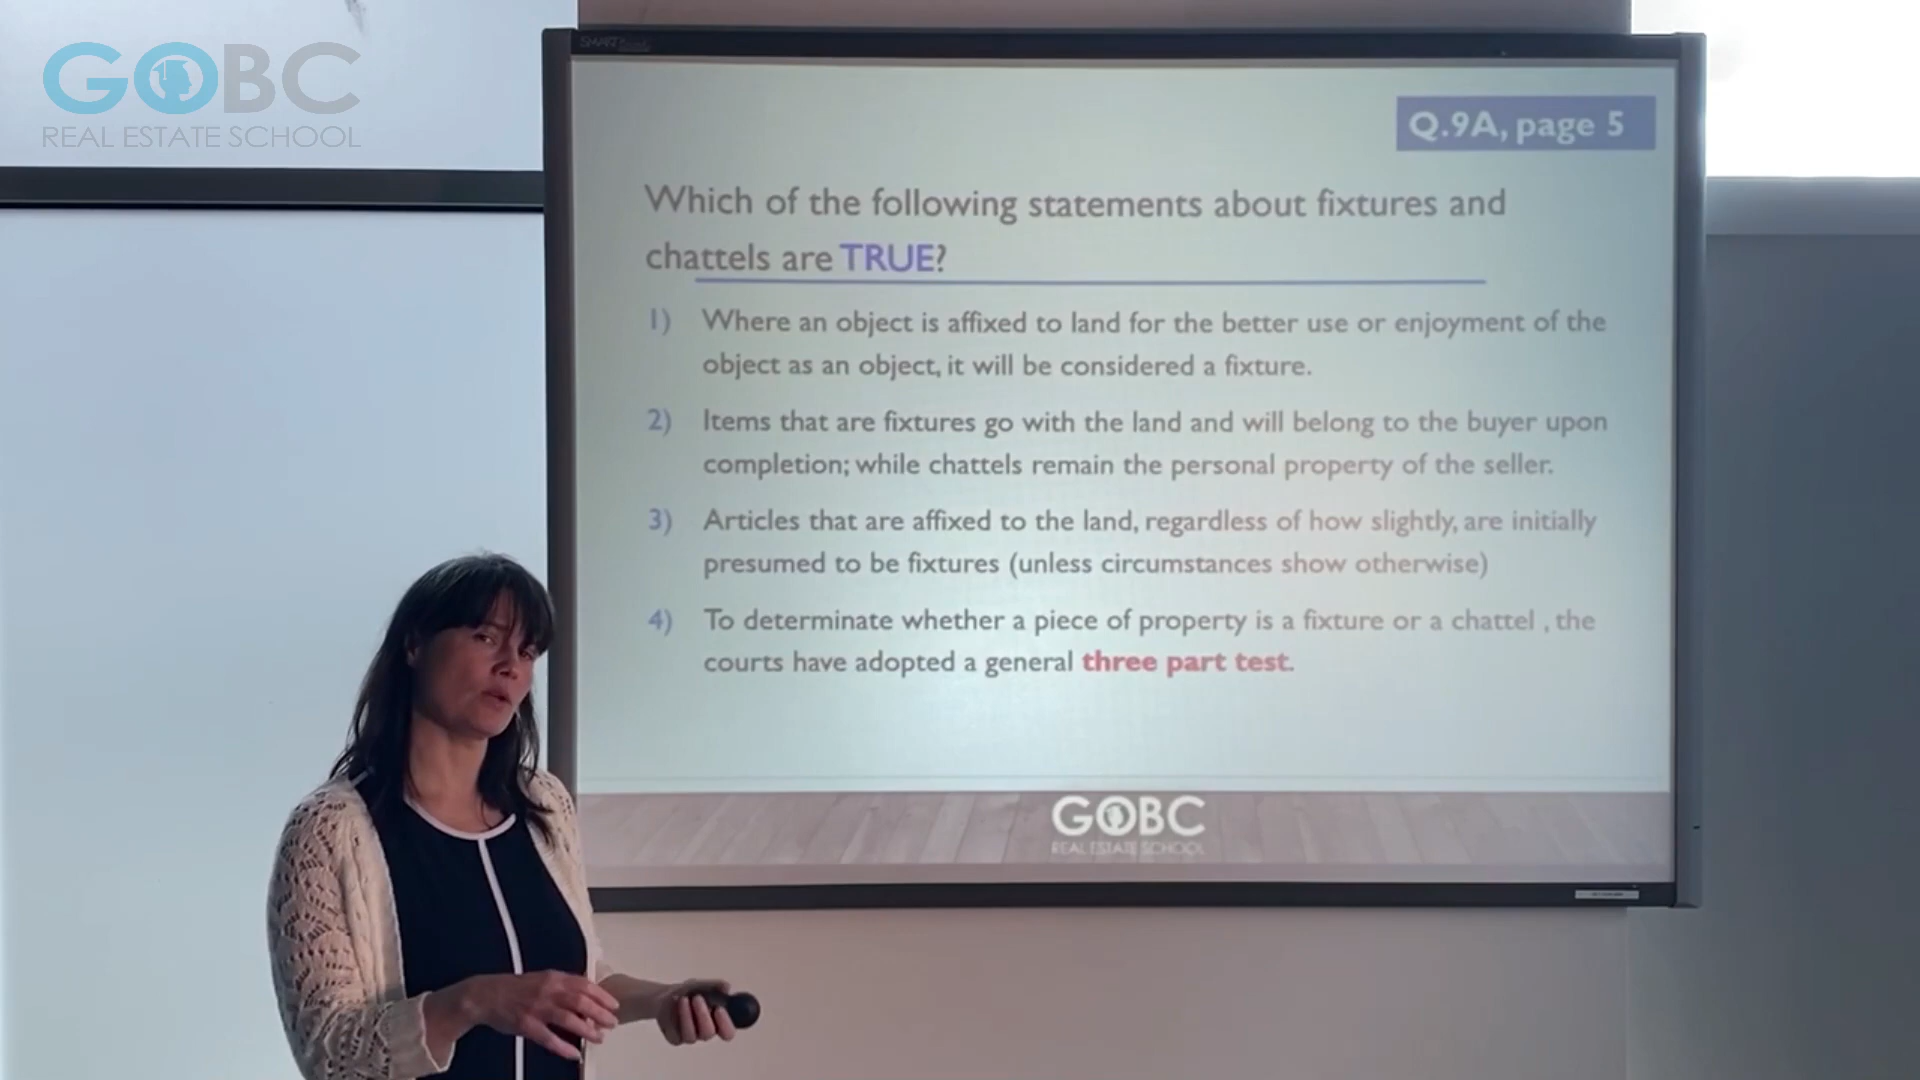 GOBC
REAL ESTATE SCHOOL
SMART
Q.9A, page 5
Which of the following statements about fixtures and
chattels are TRUE?
1) Where an object is affixed to land for the better use or enjoyment of the
object as an object, it will be considered a fixture.
2) Items that are fixtures go with the land and will belong to the buyer upon
completion; while chattels remain the personal property of the seller.
3) Articles that are affixed to the land, regardless of how slightly, are initially
presumed to be fixtures (unless circumstances show otherwise)
4) To determinate whether a piece of property is a fixture or a chattel , the
courts have adopted a general three part test.
GOBC
REAL ESTATE SCHOOL